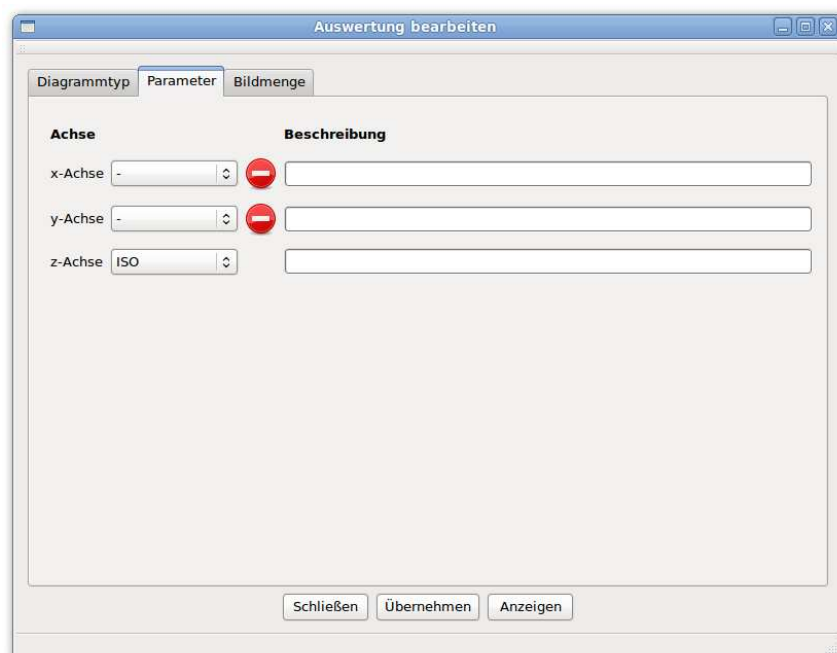 Auswertung bearbeiten
Diagrammtyp Parameter Bildmenge
Achse Beschreibung
x-Achse -
y-Achse -
z-Achse ISO
Schließen Übernehmen Anzeigen